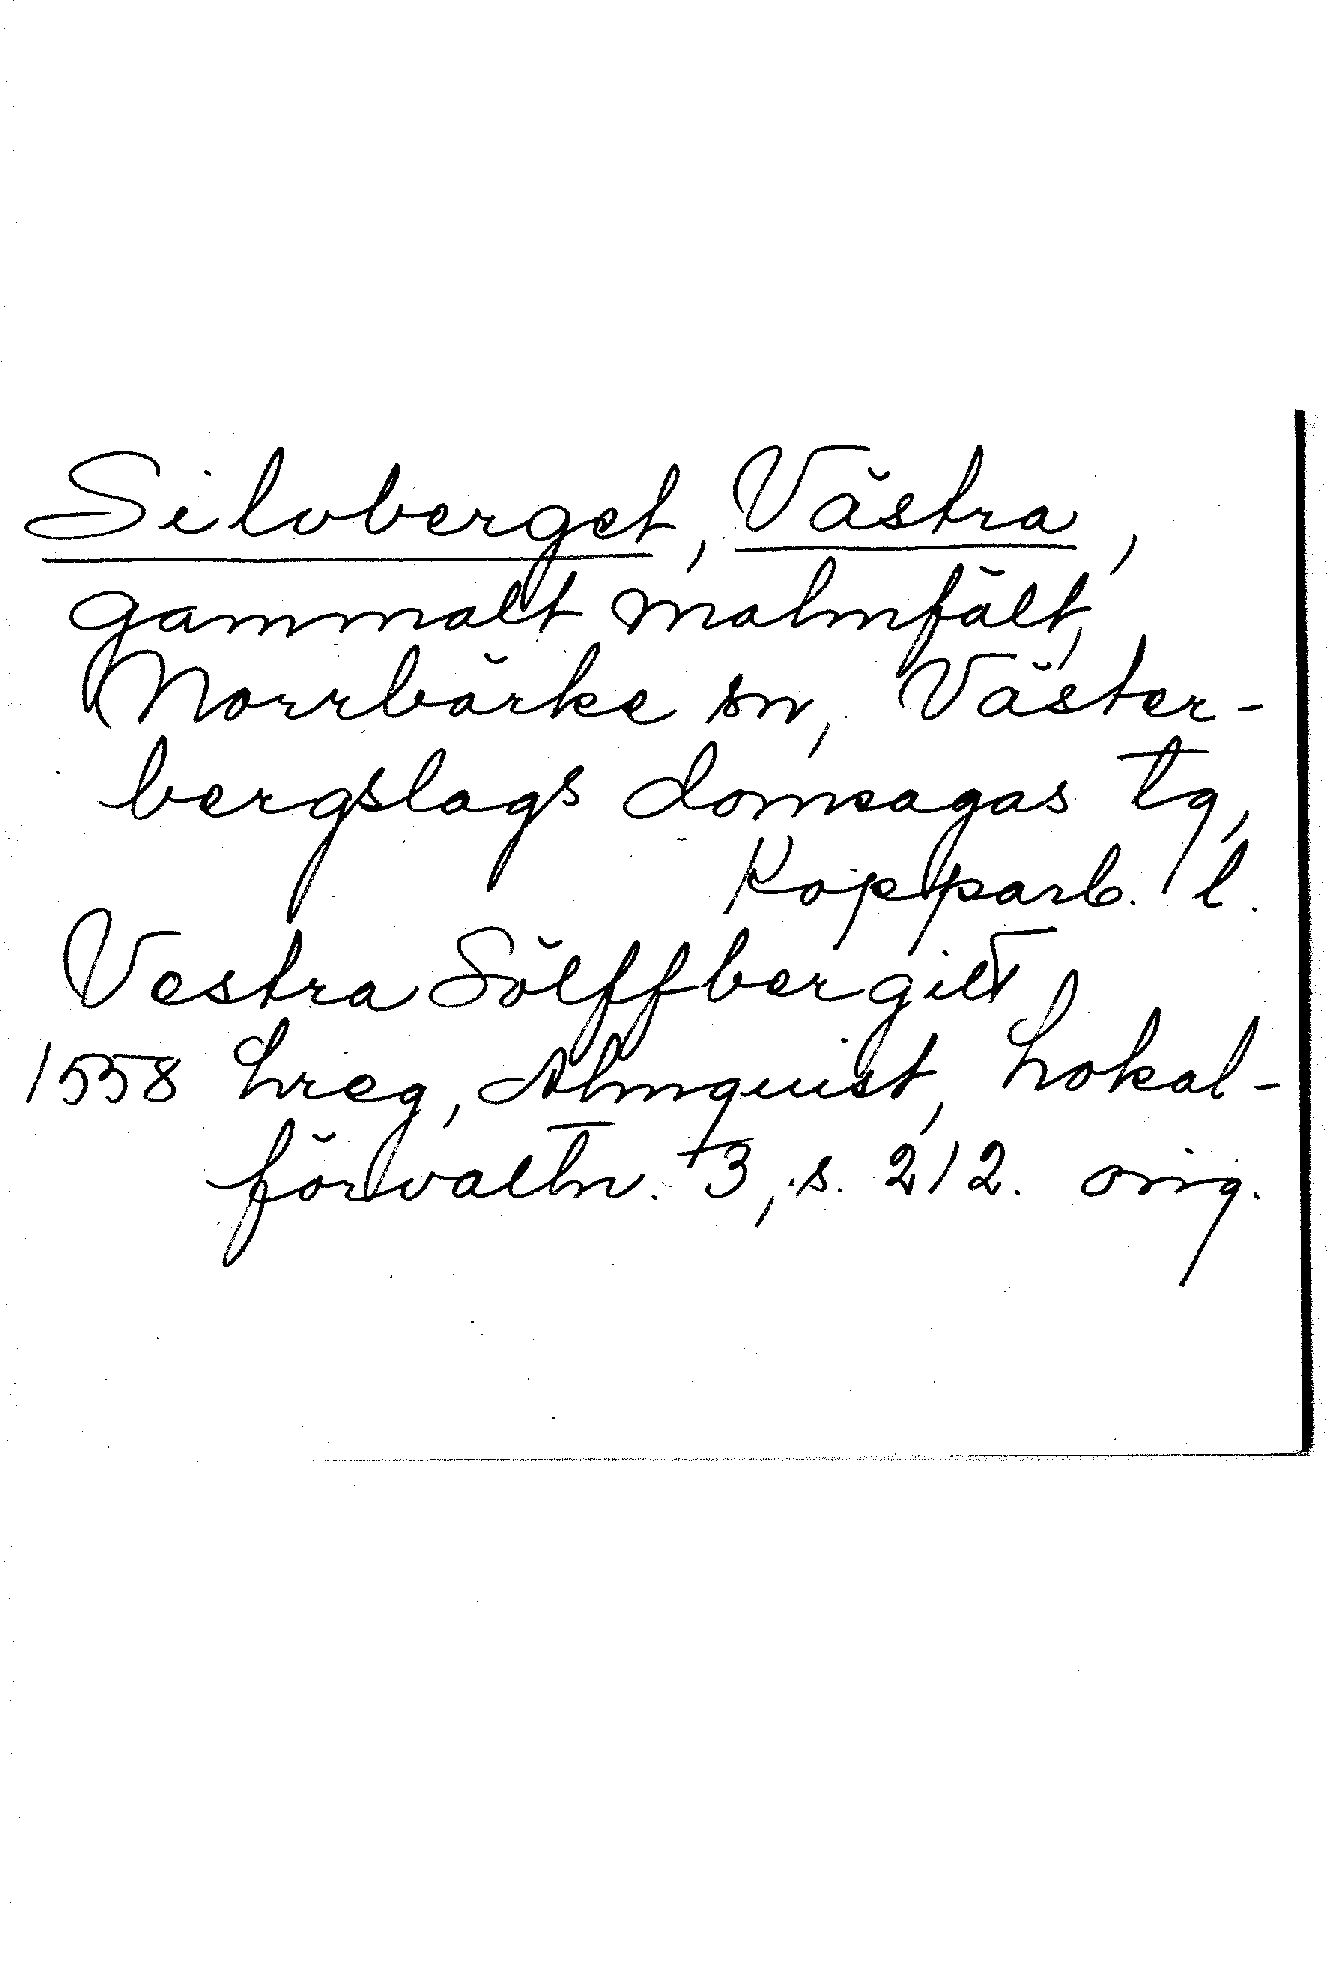 Silvberget, Västra,
gammalt malmfält,
Norrbärke sn, Väster-
bergslags domsagas tg,
Kopparb. l.
Vestra Sölffbergitt
1558 Lreg, Almquist, Lokal-
förvaltn. 3, s. 212. orig.